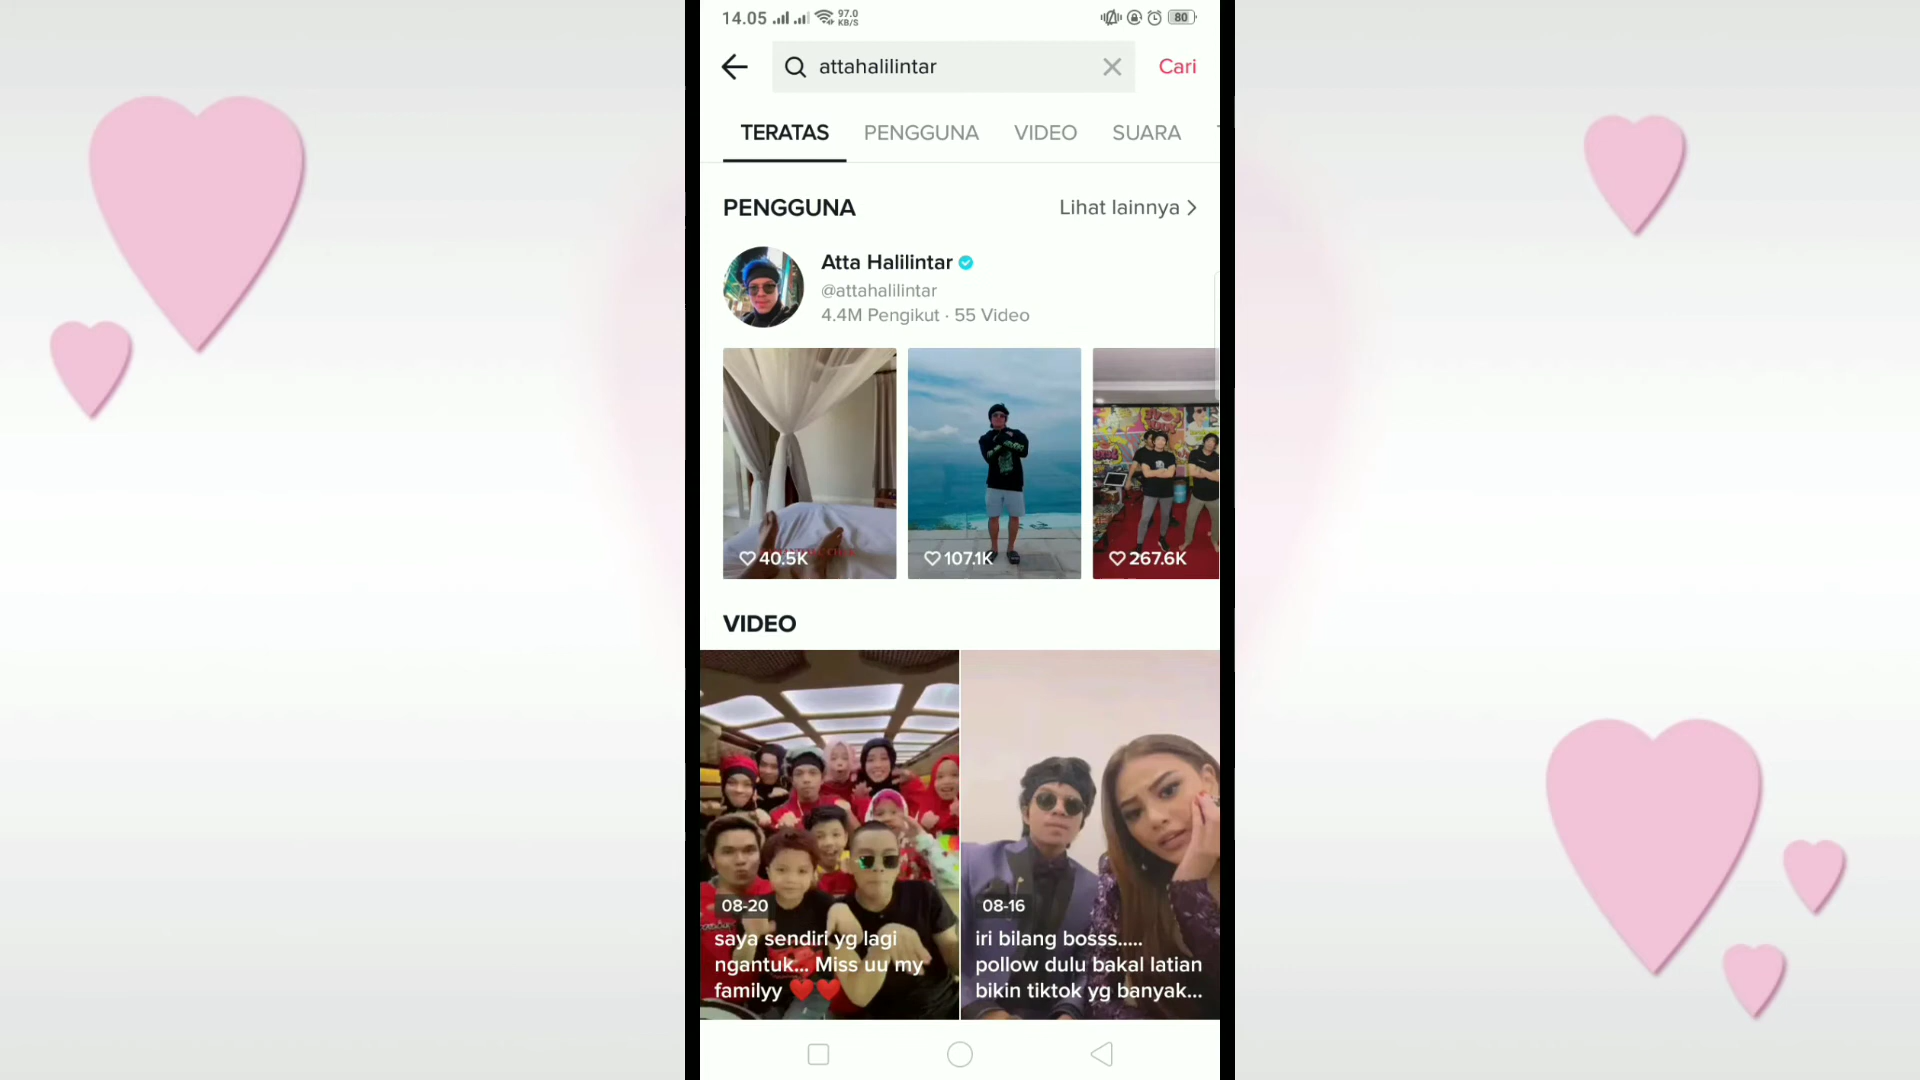 14.05 97.0 KB/S 80
attahalilintar Cari
TERATAS PENGGUNA VIDEO SUARA
PENGGUNA Lihat lainnya
Atta Halilintar
@attahalilintar
4.4M Pengikut · 55 Video
40.5K 107.1K 267.6K
VIDEO
08-20
saya sendiri yg lagi
ngantuk... Miss uu my
familyy ❤️❤️
08-16
iri bilang bosss.....
pollow dulu bakal latian
bikin tiktok yg banyak...